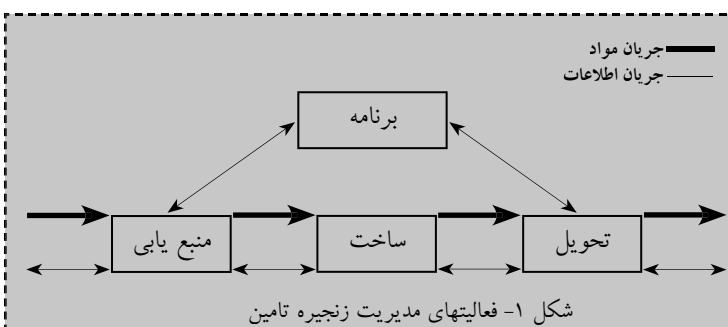 جریان مواد
جریان اطلاعات
برنامه
منبع یابی
ساخت
تحویل
شکل ۱- فعالیتهای مدیریت زنجیره تامین